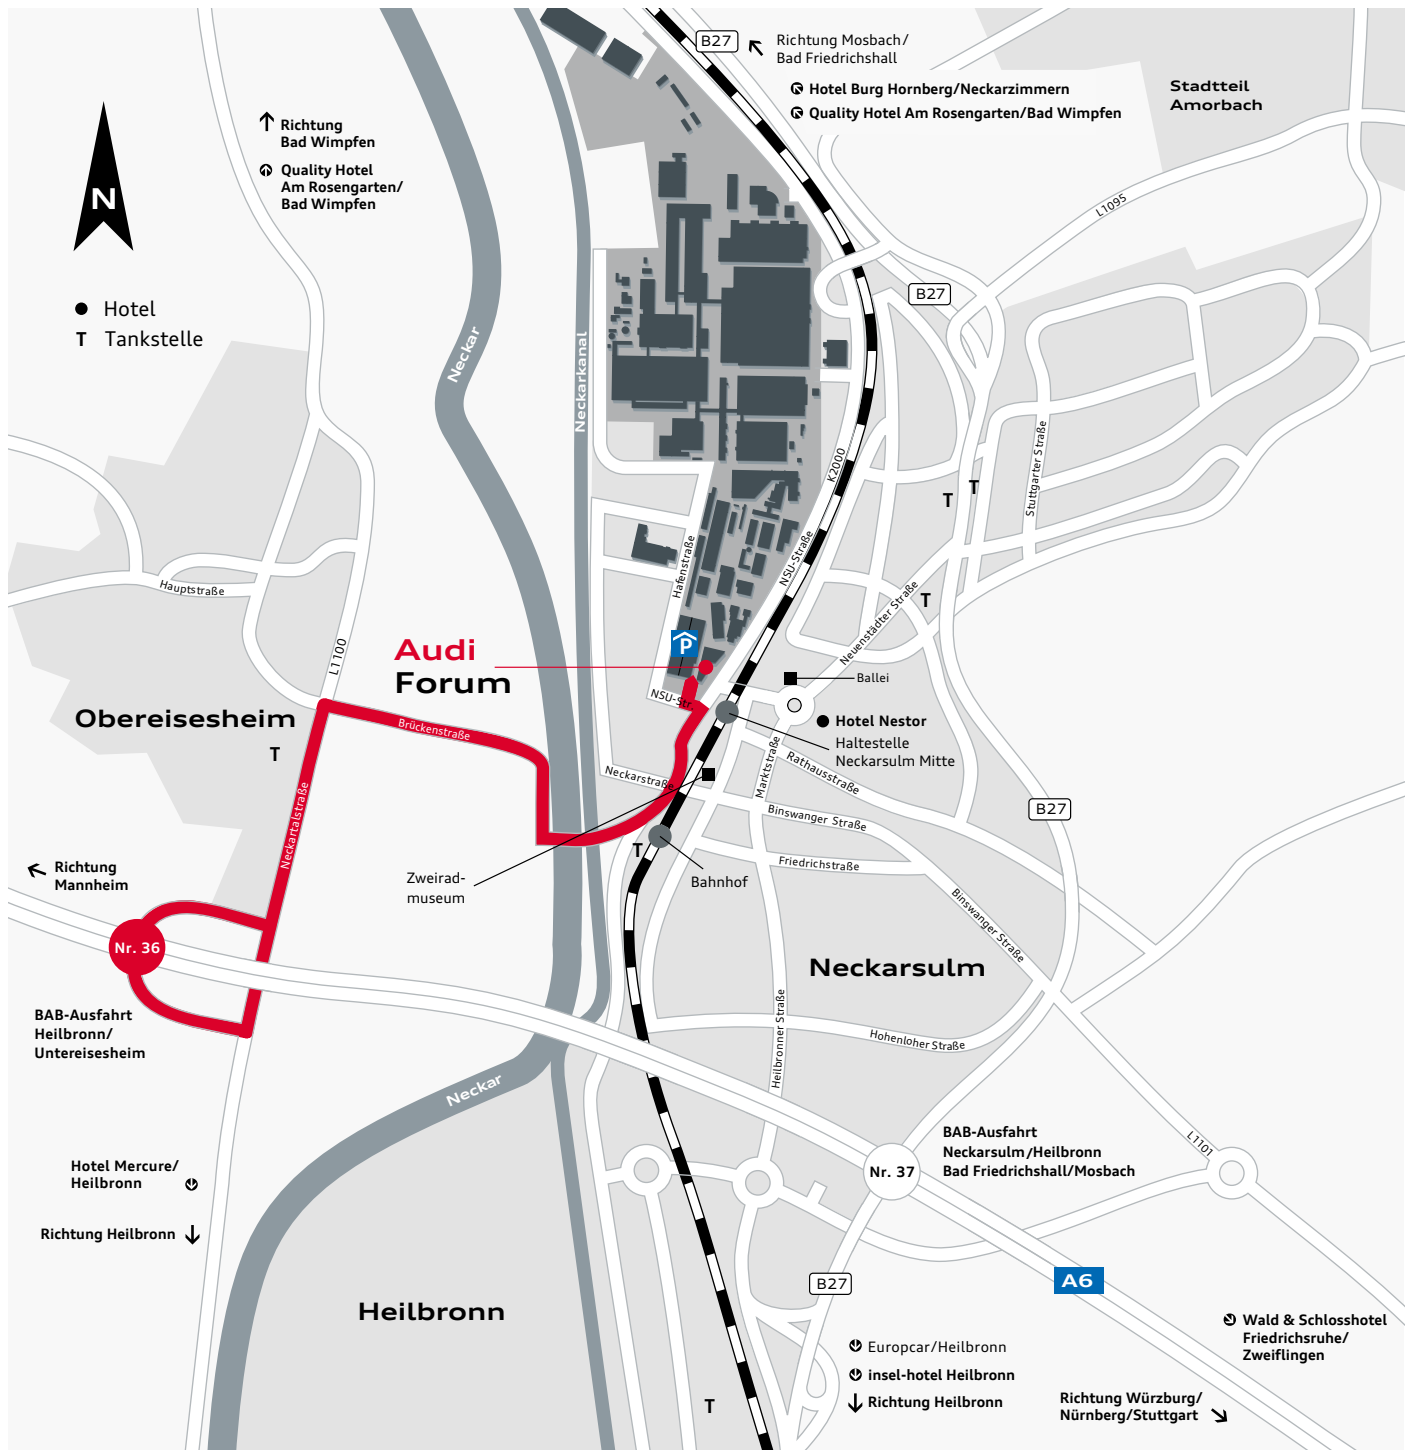 B27
Richtung Mosbach/
Bad Friedrichshall
Hotel Burg Hornberg/Neckarzimmern
Quality Hotel Am Rosengarten/Bad Wimpfen
Stadtteil
Amorbach
Richtung
Bad Wimpfen
Quality Hotel
Am Rosengarten/
Bad Wimpfen
N
L1095
Hotel
T Tankstelle
B27
Neckar
Neckarkanal
K2000
Stuttgarter Straße
T
T
NSU-Straße
Hafenstraße
Hauptstraße
T
Neuenstädter Straße
L1100
P
Audi
Forum
Ballei
NSU-Str.
Obereisesheim
T
Brückenstraße
Hotel Nestor
Haltestelle
Neckarsulm Mitte
Neckarstraße
Marktstraße
Rathausstraße
B27
Neckartalstraße
Binswanger Straße
T
Friedrichstraße
Richtung
Mannheim
Zweirad-
museum
Bahnhof
Binswanger Straße
Nr. 36
Neckarsulm
BAB-Ausfahrt
Heilbronn/
Untereisesheim
Heilbronner Straße
Hohenloher Straße
Neckar
BAB-Ausfahrt
Neckarsulm/Heilbronn
Bad Friedrichshall/Mosbach
L1101
Nr. 37
Hotel Mercure/
Heilbronn
Richtung Heilbronn
B27
A6
Heilbronn
Wald & Schlosshotel
Friedrichsruhe/
Zweiflingen
Europcar/Heilbronn
insel-hotel Heilbronn
Richtung Heilbronn
T
Richtung Würzburg/
Nürnberg/Stuttgart